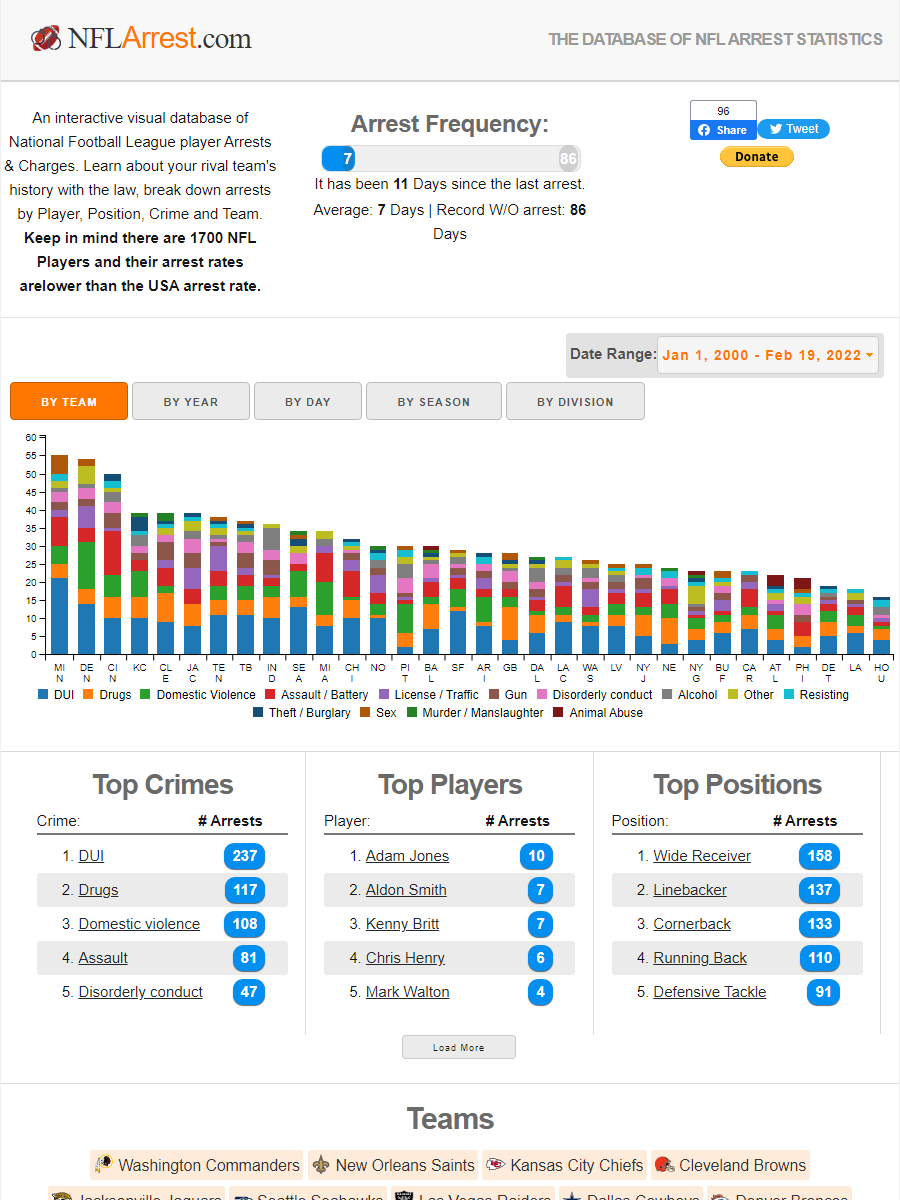 NFLArrest.com
THE DATABASE OF NFL ARREST STATISTICS
An interactive visual database of
National Football League player Arrests
& Charges. Learn about your rival team's
history with the law, break down arrests
by Player, Position, Crime and Team.
Keep in mind there are 1700 NFL
Players and their arrest rates
arelower than the USA arrest rate.
Arrest Frequency:
7 86
It has been 11 Days since the last arrest.
Average: 7 Days | Record W/O arrest: 86
Days
96
Share Tweet
Donate
Date Range: Jan 1, 2000 - Feb 19, 2022
BY TEAM BY YEAR BY DAY BY SEASON BY DIVISION
60
55
50
45
40
35
30
25
20
15
10
5
0
MIN DEN CIN KC CLE JAC TEN TB IND SEA MIA CHI NO PIT BAL SF ARI GB DAL LAC WAS LV NYJ NE NYG BUF CAR ATL PHI DET LA HOU
DUI Drugs Domestic Violence Assault / Battery License / Traffic Gun Disorderly conduct Alcohol Other Resisting
Theft / Burglary Sex Murder / Manslaughter Animal Abuse
Top Crimes
Crime: # Arrests
1. DUI 237
2. Drugs 117
3. Domestic violence 108
4. Assault 81
5. Disorderly conduct 47
Top Players
Player: # Arrests
1. Adam Jones 10
2. Aldon Smith 7
3. Kenny Britt 7
4. Chris Henry 6
5. Mark Walton 4
Top Positions
Position: # Arrests
1. Wide Receiver 158
2. Linebacker 137
3. Cornerback 133
4. Running Back 110
5. Defensive Tackle 91
Load More
Teams
Washington Commanders New Orleans Saints Kansas City Chiefs Cleveland Browns
Jacksonville Jaguars Seattle Seahawks Las Vegas Raiders Dallas Cowboys Denver Broncos